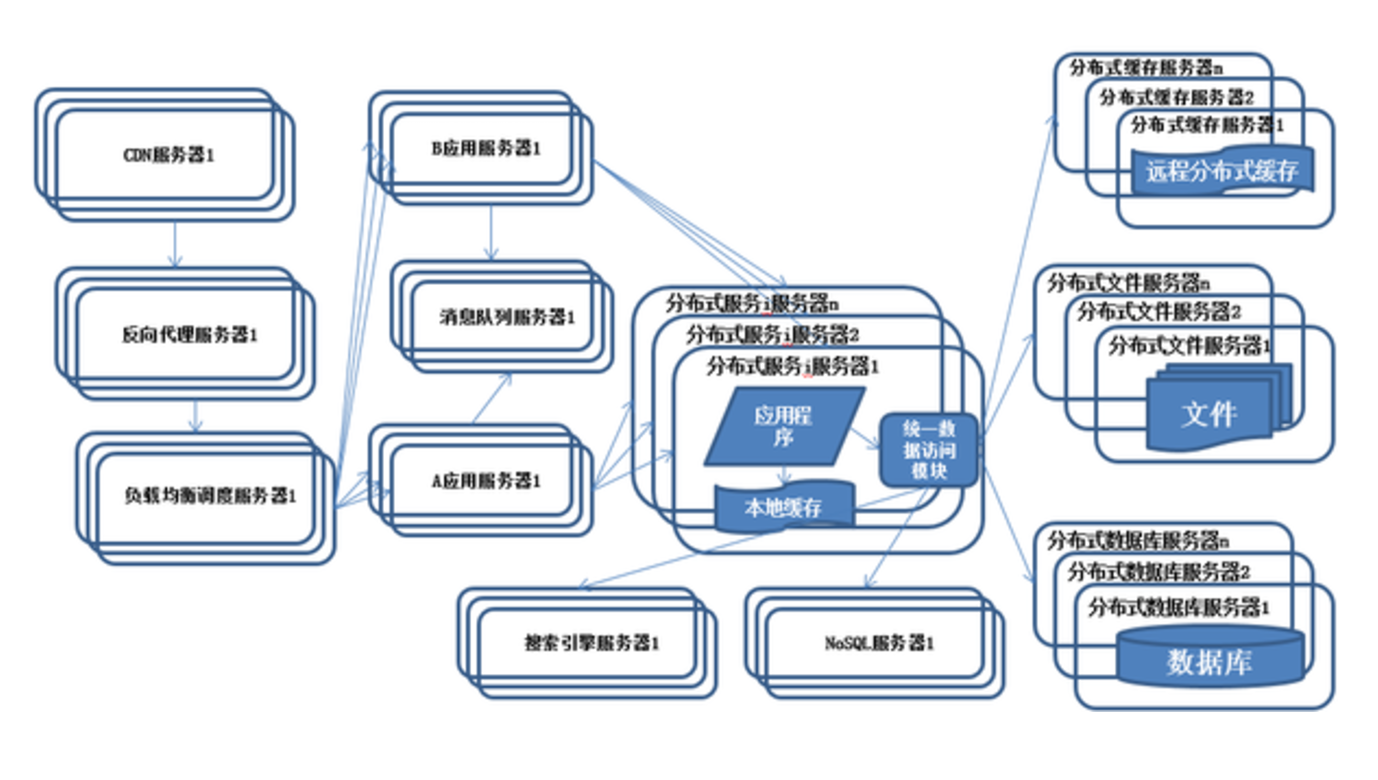 CDN服务器1
反向代理服务器1
负载均衡调度服务器1
B应用服务器1
消息队列服务器1
A应用服务器1
分布式服务i服务器n
分布式服务i服务器2
分布式服务i服务器1
应用程
序
本地缓存
统一数
据访问
模块
搜索引擎服务器1
NoSQL服务器1
分布式缓存服务器n
分布式缓存服务器2
分布式缓存服务器1
远程分布式缓存
分布式文件服务器n
分布式文件服务器2
分布式文件服务器1
文件
分布式数据库服务器n
分布式数据库服务器2
分布式数据库服务器1
数据库